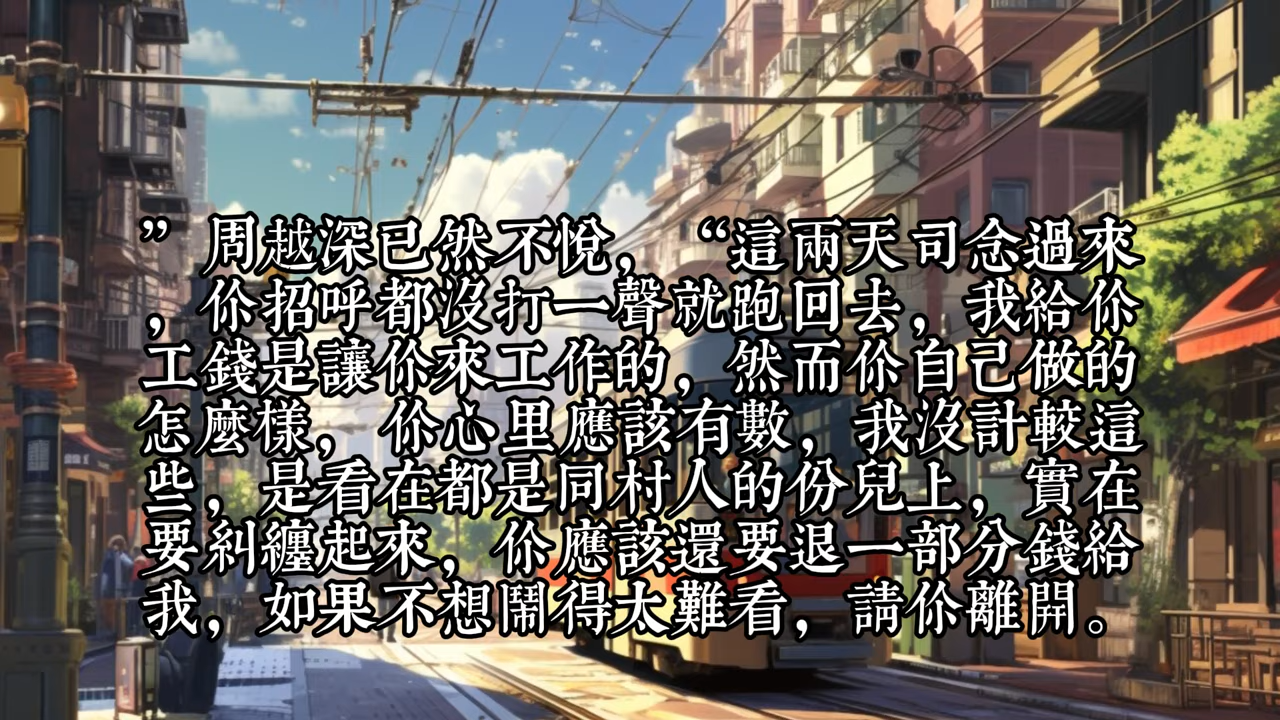 ”周越深已然不悅，“這兩天司念過來
，你招呼都沒打一聲就跑回去，我給你
工錢是讓你來工作的，然而你自己做的
怎麼樣，你心里應該有數，我沒計較這
些，是看在都是同村人的份兒上，實在
要糾纏起來，你應該還要退一部分錢給
我，如果不想鬧得太難看，請你離開。